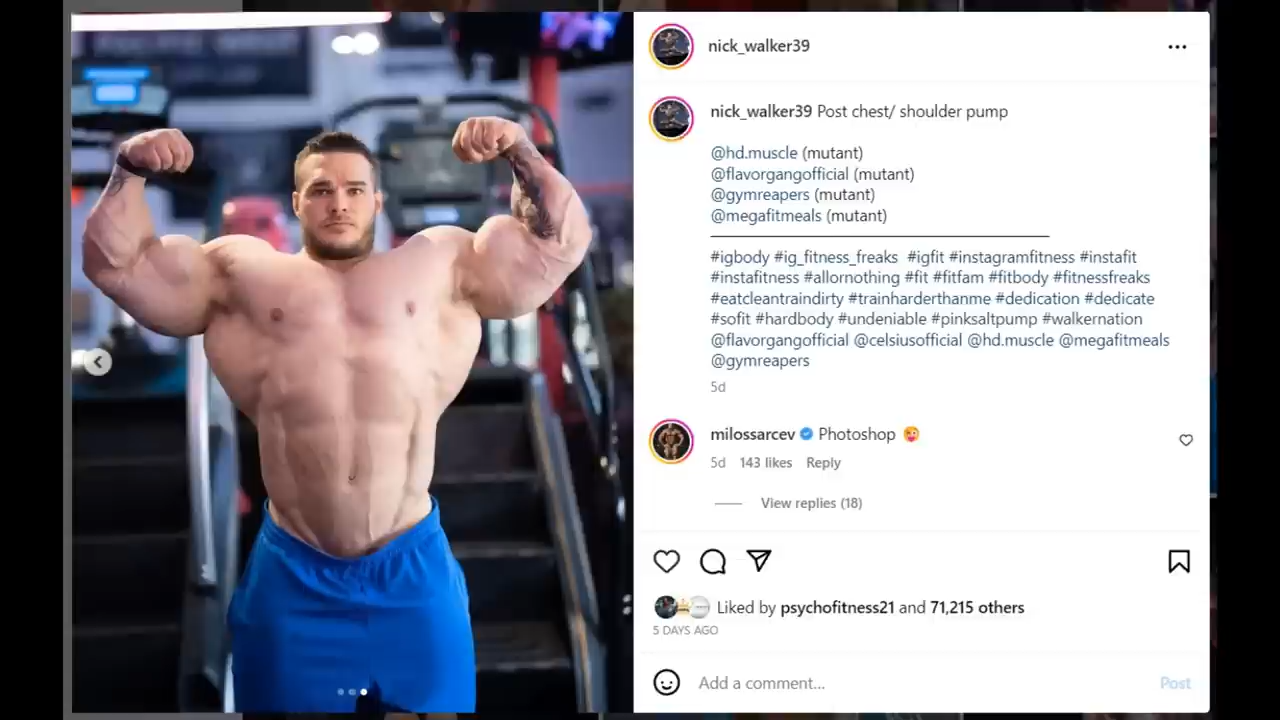 nick_walker39
nick_walker39 Post chest/ shoulder pump
@hd.muscle (mutant)
@flavorgangofficial (mutant)
@gymreapers (mutant)
@megafitmeals (mutant)
#igbody #ig_fitness_freaks #igfit #instagramfitness #instafit
#instafitness #allornothing #fit #fitfam #fitbody #fitnessfreaks
#eatcleantraindirty #trainharderthanme #dedication #dedicate
#sofit #hardbody #undeniable #pinksaltpump #walkernation
@flavorgangofficial @celsiusofficial @hd.muscle @megafitmeals
@gymreapers
5d
milossarcev Photoshop 😜
5d 143 likes Reply
View replies (18)
Liked by psychofitness21 and 71,215 others
5 DAYS AGO
Add a comment... Post